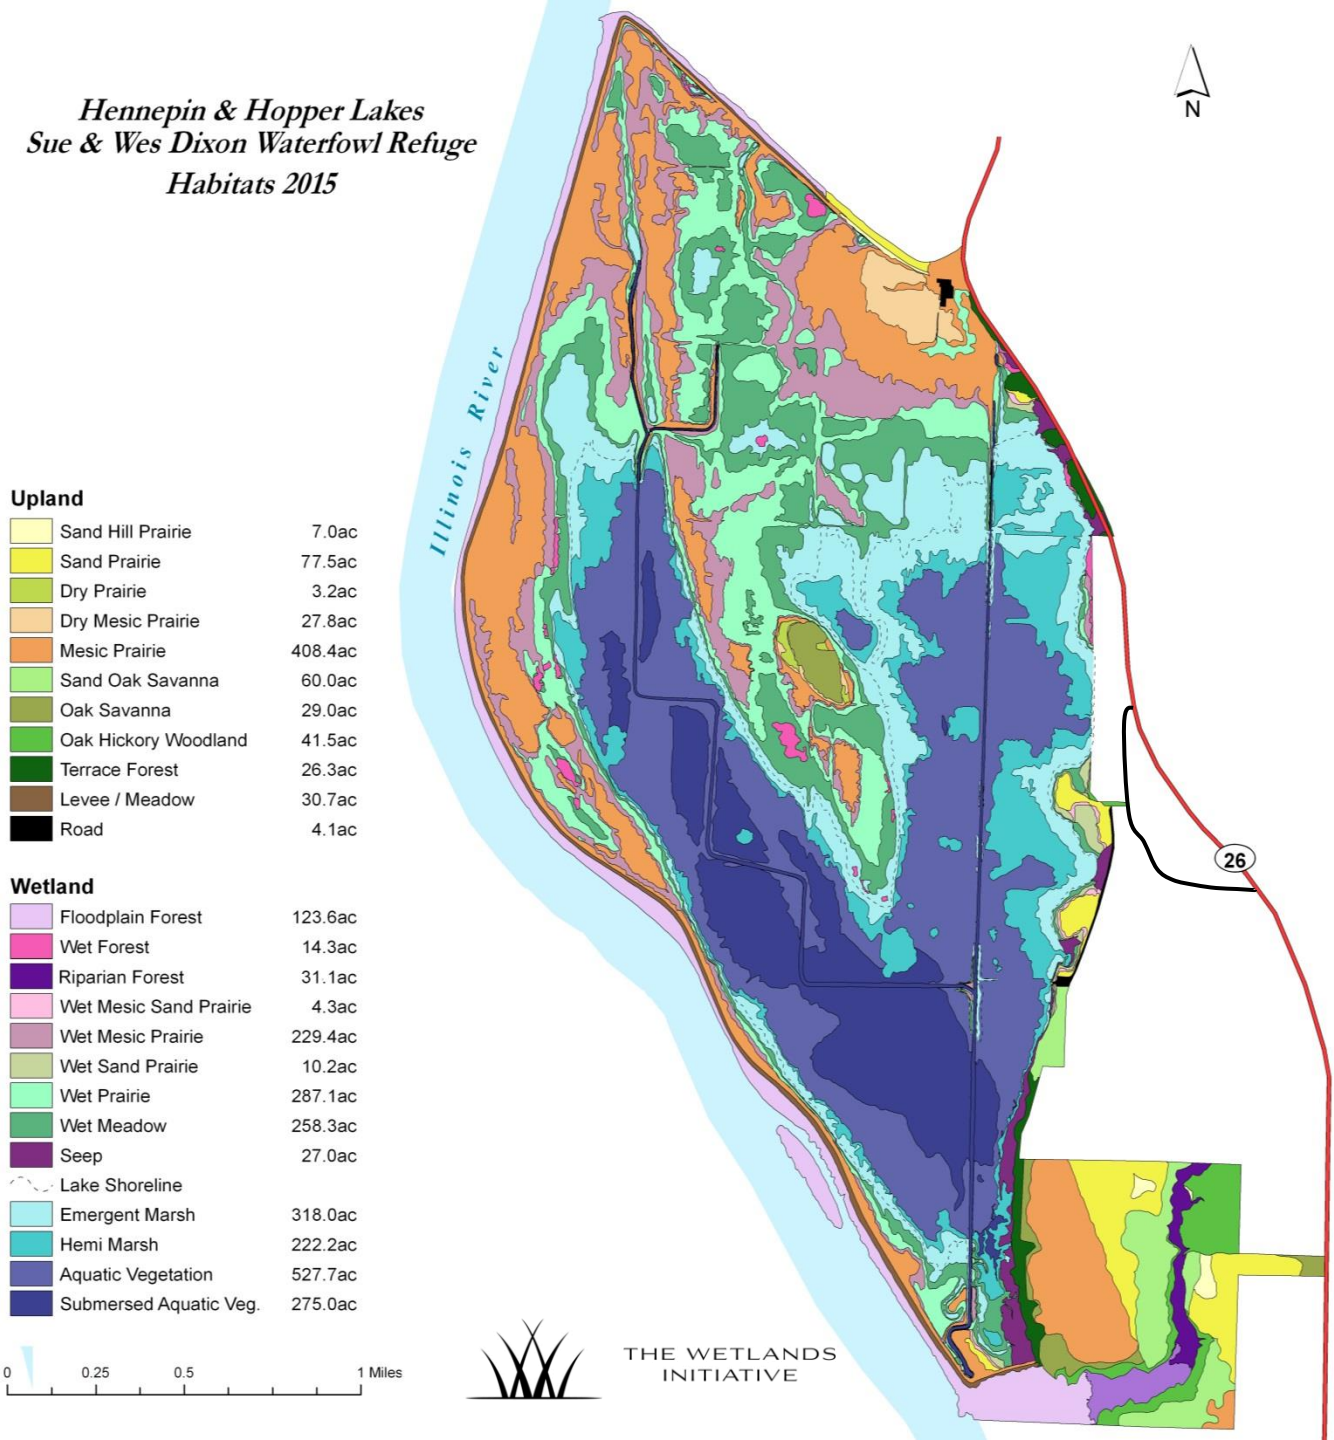 Hennepin & Hopper Lakes
Sue & Wes Dixon Waterfowl Refuge
Habitats 2015
N
Illinois River
Upland
Sand Hill Prairie 7.0ac
Sand Prairie 77.5ac
Dry Prairie 3.2ac
Dry Mesic Prairie 27.8ac
Mesic Prairie 408.4ac
Sand Oak Savanna 60.0ac
Oak Savanna 29.0ac
Oak Hickory Woodland 41.5ac
Terrace Forest 26.3ac
Levee / Meadow 30.7ac
Road 4.1ac
26
Wetland
Floodplain Forest 123.6ac
Wet Forest 14.3ac
Riparian Forest 31.1ac
Wet Mesic Sand Prairie 4.3ac
Wet Mesic Prairie 229.4ac
Wet Sand Prairie 10.2ac
Wet Prairie 287.1ac
Wet Meadow 258.3ac
Seep 27.0ac
Lake Shoreline
Emergent Marsh 318.0ac
Hemi Marsh 222.2ac
Aquatic Vegetation 527.7ac
Submersed Aquatic Veg. 275.0ac
0 0.25 0.5 1 Miles
THE WETLANDS
INITIATIVE